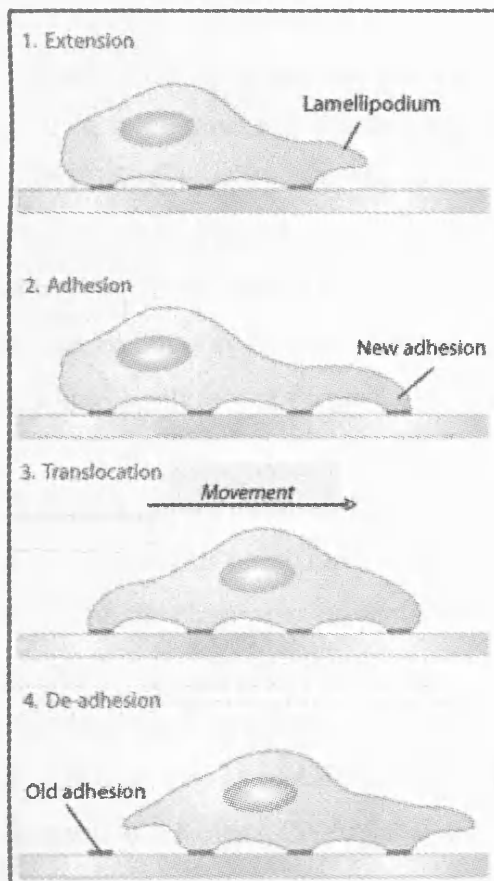 1. Extension
Lamellipodium
2. Adhesion
New adhesion
3. Translocation
Movement
4. De-adhesion
Old adhesion